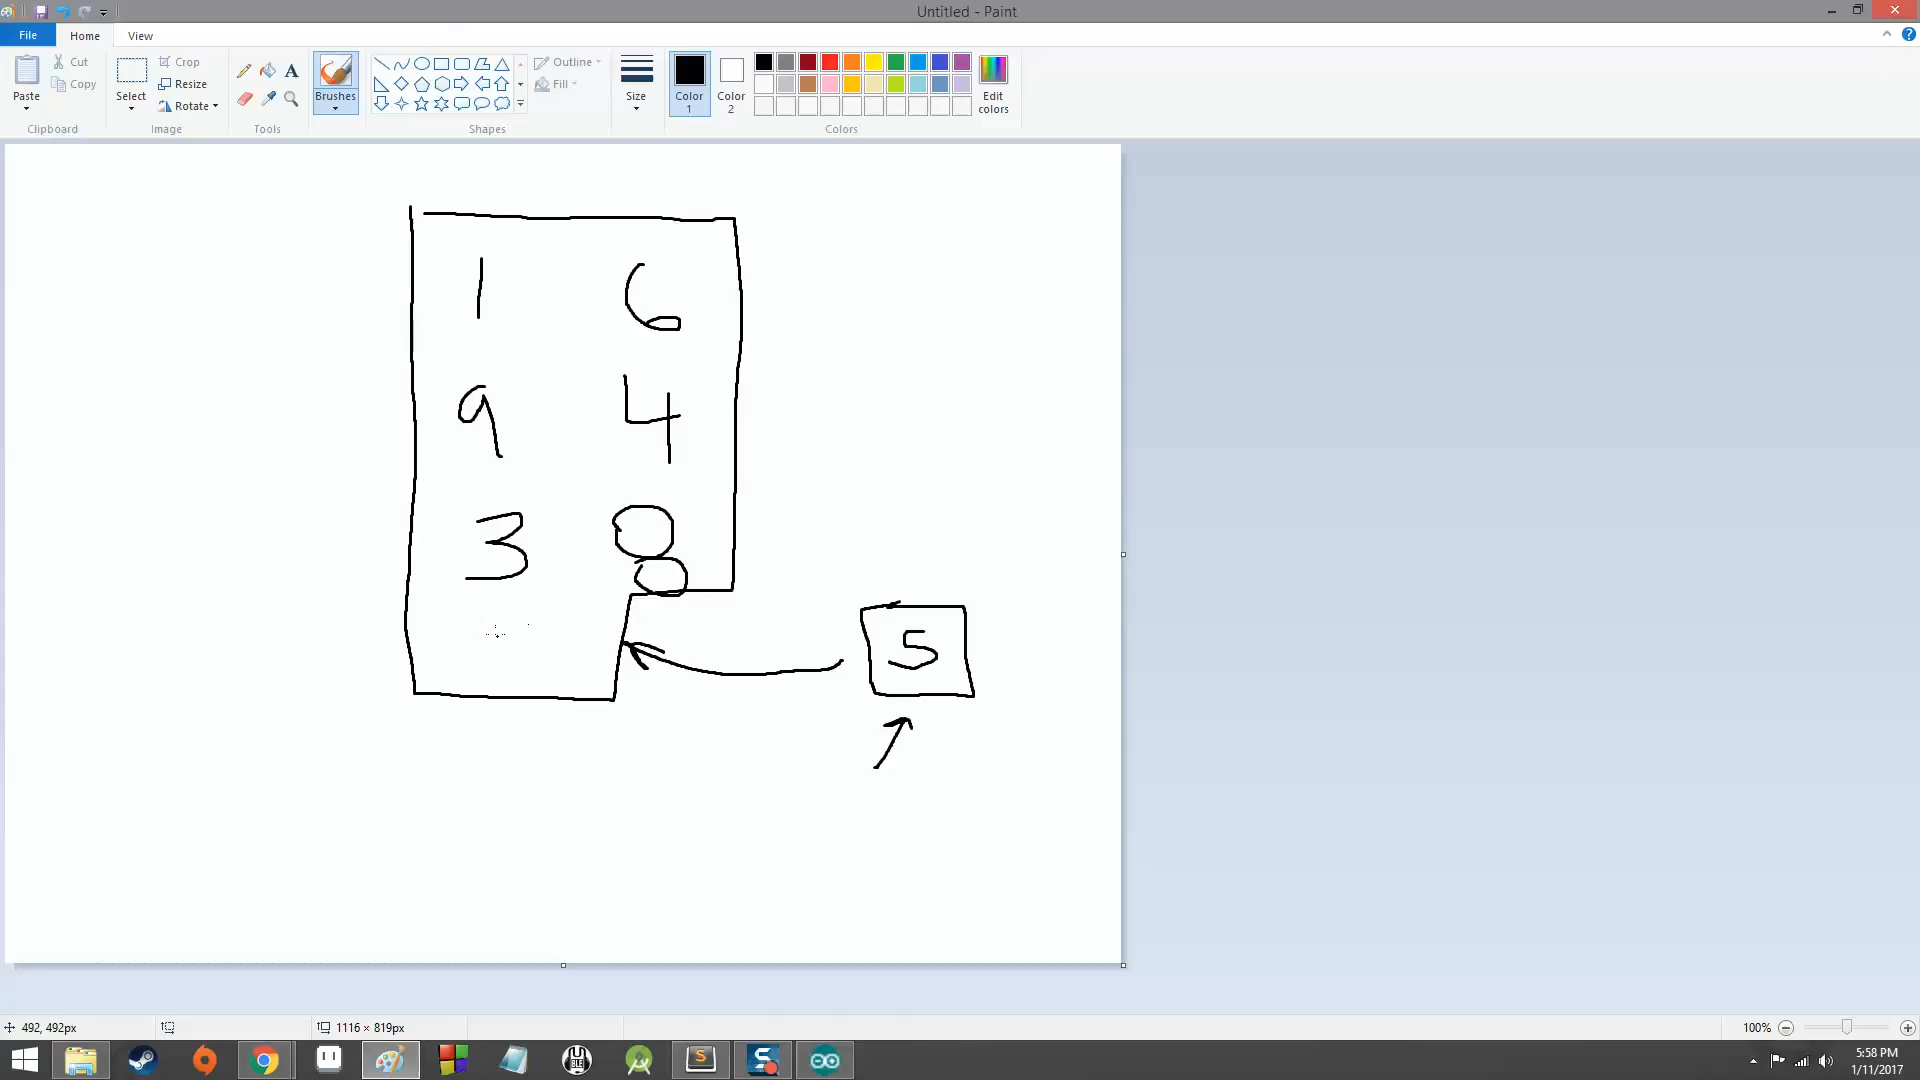 Untitled - Paint
File Home View
Paste
Cut
Copy
Clipboard
Select
Crop
Resize
Rotate
Image
Tools
Brushes
Shapes
Outline
Fill
Size
Color 1
Color 2
Colors
Edit colors
1 6
9 4
3 8
5
492, 492px
1116 × 819px
100%
5:58 PM
1/11/2017